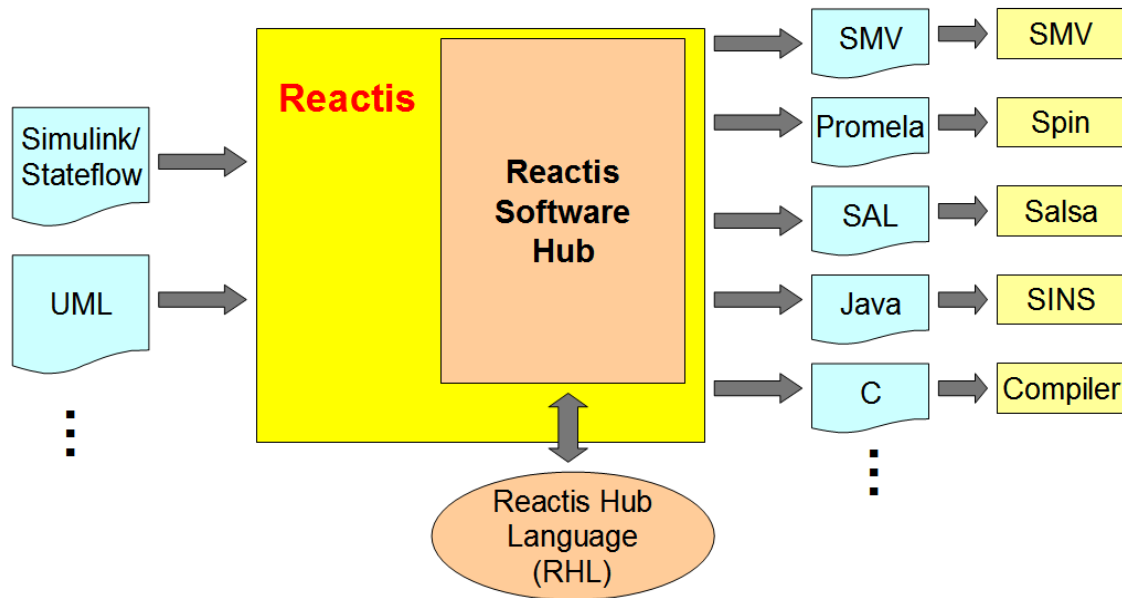 Simulink/
Stateflow
UML
Reactis
Reactis
Software
Hub
Reactis Hub
Language
(RHL)
SMV
SMV
Promela
Spin
SAL
Salsa
Java
SINS
C
Compiler